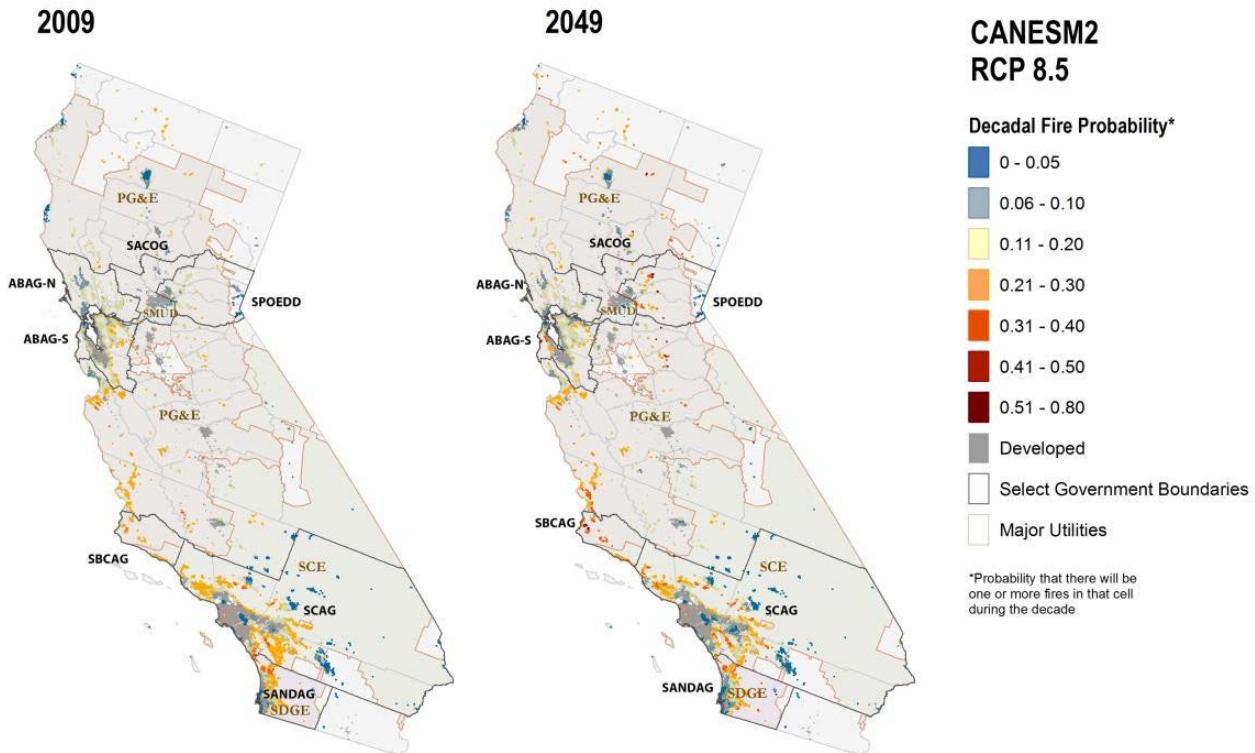 2009
2049
CANESM2
RCP 8.5
Decadal Fire Probability*
0 - 0.05
0.06 - 0.10
0.11 - 0.20
0.21 - 0.30
0.31 - 0.40
0.41 - 0.50
0.51 - 0.80
Developed
Select Government Boundaries
Major Utilities
*Probability that there will be
one or more fires in that cell
during the decade
PG&E
SACOG
ABAG-N
SPOEDD
SMUD
ABAG-S
PG&E
SBCAG
SCE
SCAG
SANDAG
SDGE
PG&E
SACOG
ABAG-N
SPOEDD
SMUD
ABAG-S
PG&E
SBCAG
SCE
SCAG
SANDAG
SDGE